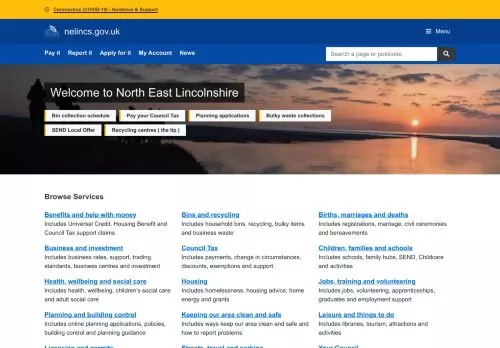 Coronavirus (COVID-19) - Guidance & Support
nelincs.gov.uk
Menu
Pay it Report it Apply for it My Account News
Search a page or postcode
Welcome to North East Lincolnshire
Bin collection schedule Pay your Council Tax Planning applications Bulky waste collections
SEND Local Offer Recycling centres ( the tip )
Browse Services
Benefits and help with money
Includes Universal Credit, Housing Benefit and
Council Tax support claims
Bins and recycling
Includes household bins, recycling, bulky items
and business waste
Births, marriages and deaths
Includes registrations, marriage, civil ceremonies
and bereavements
Business and investment
Includes business rates, support, trading
standards, business centres and investment
Council Tax
Includes payments, change in circumstances,
discounts, exemptions and support
Children, families and schools
Includes schools, family hubs, SEND, Childcare
and activities
Health, wellbeing and social care
Includes health, wellbeing, children's social care
and adult social care
Housing
Includes homelessness, housing advice, home
energy and grants
Jobs, training and volunteering
Includes jobs, volunteering, apprenticeships,
graduates and employment support
Planning and building control
Includes online planning applications, policies,
building control and planning guidance
Keeping our area clean and safe
Includes ways keep our area clean and safe and
how to report problems
Leisure and things to do
Includes libraries, tourism, attractions and
activities
Licensing and permits
Streets, travel and parking
Your Council